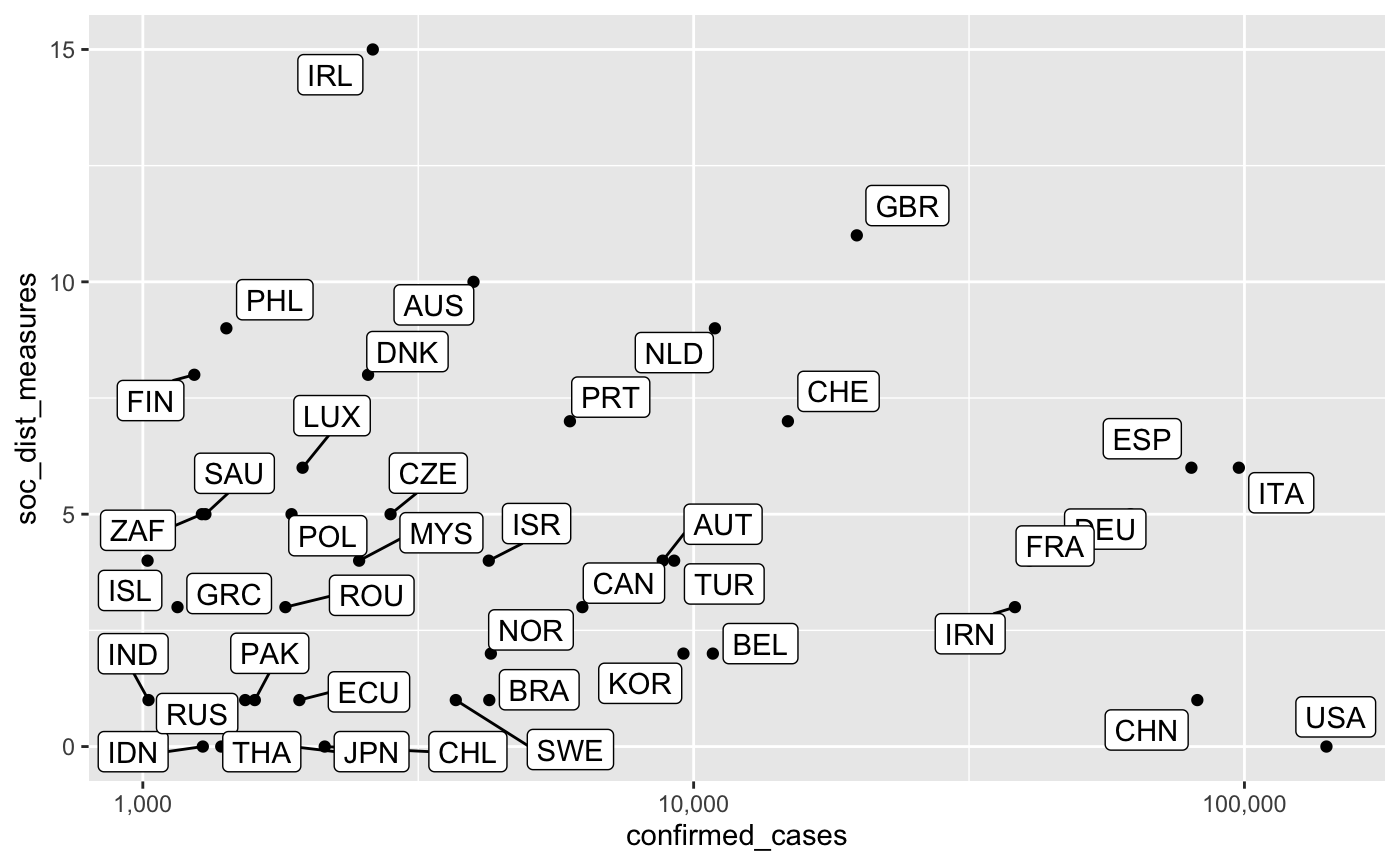 15
IRL
GBR
PHL
10
AUS
DNK
NLD
FIN
PRT
CHE
LUX
ESP
SAU
CZE
ITA
5
ZAF
POL
MYS
ISR
AUT
DEU
FRA
ISL
GRC
ROU
CAN
TUR
IND
PAK
NOR
BEL
IRN
RUS
ECU
BRA
KOR
CHN
USA
0
IDN
THA
JPN
CHL
SWE
1,000
10,000
100,000
confirmed_cases
soc_dist_measures